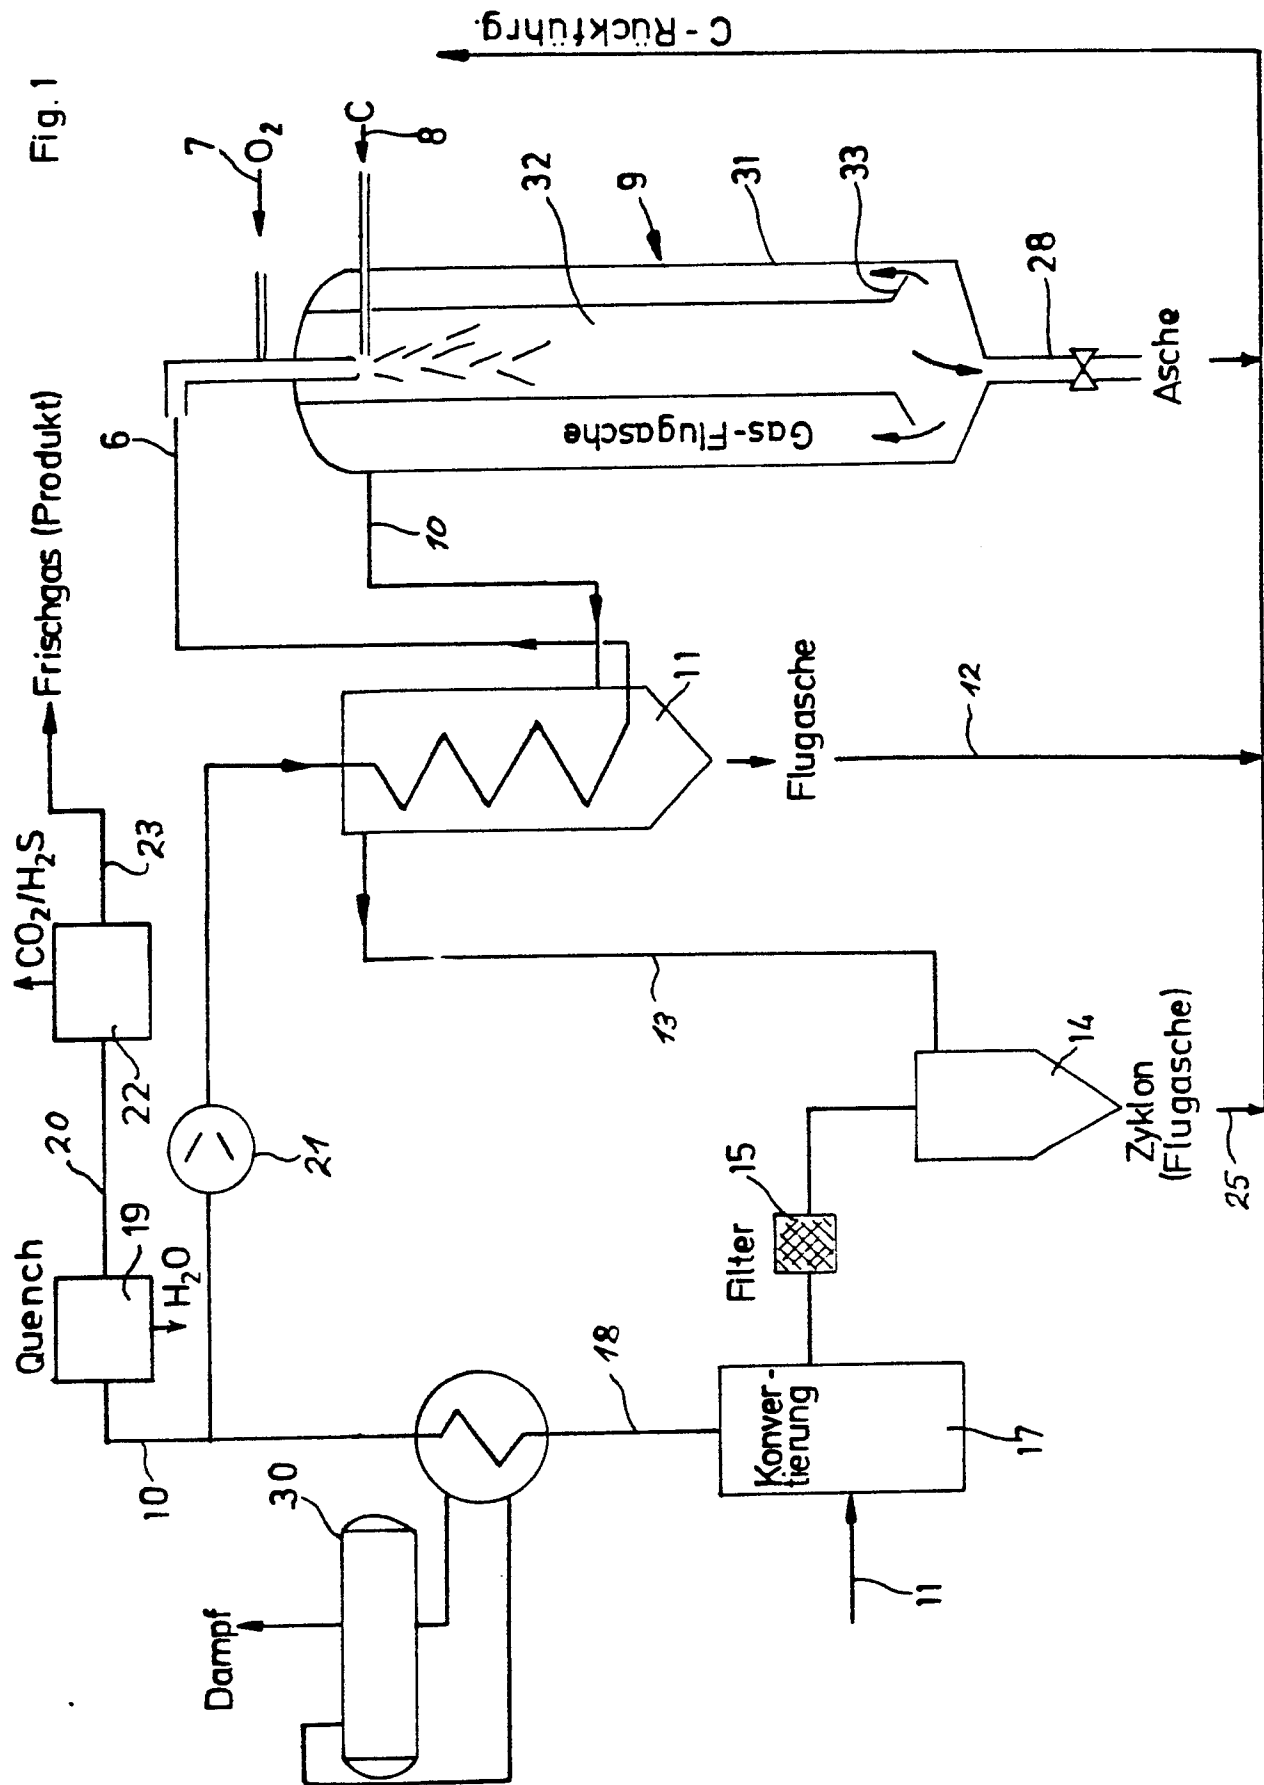 Fig. 1
C-Rückführg.
7
O₂
C
8
32
9
31
33
28
Asche
Gas-Flugasche
6
Frischgas (Produkt)
10
11
Flugasche
12
CO₂/H₂S
23
22
20
21
13
14
Zyklon
(Flugasche)
25
Quench
19
H₂O
15
Filter
18
Konver-
tierung
17
10
30
Dampf
11